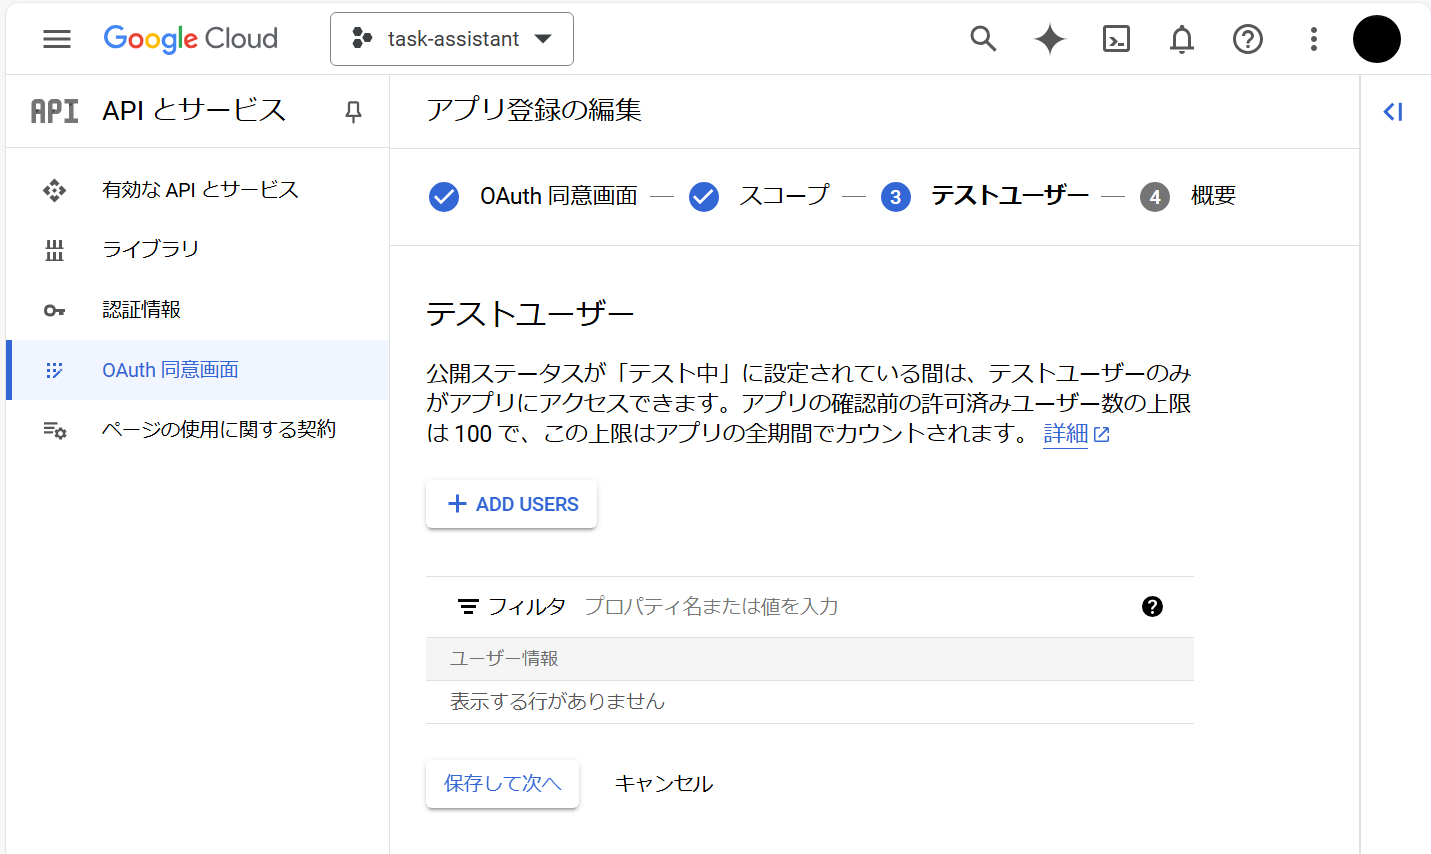 Google Cloud
task-assistant
API API とサービス
アプリ登録の編集
有効な API とサービス
ライブラリ
認証情報
OAuth 同意画面
ページの使用に関する契約
OAuth 同意画面 — スコープ — 3 テストユーザー — 4 概要
テストユーザー
公開ステータスが「テスト中」に設定されている間は、テストユーザーのみ
がアプリにアクセスできます。アプリの確認前の許可済みユーザー数の上限
は 100 で、この上限はアプリの全期間でカウントされます。 詳細
+ ADD USERS
フィルタ プロパティ名または値を入力
ユーザー情報
表示する行がありません
保存して次へ キャンセル